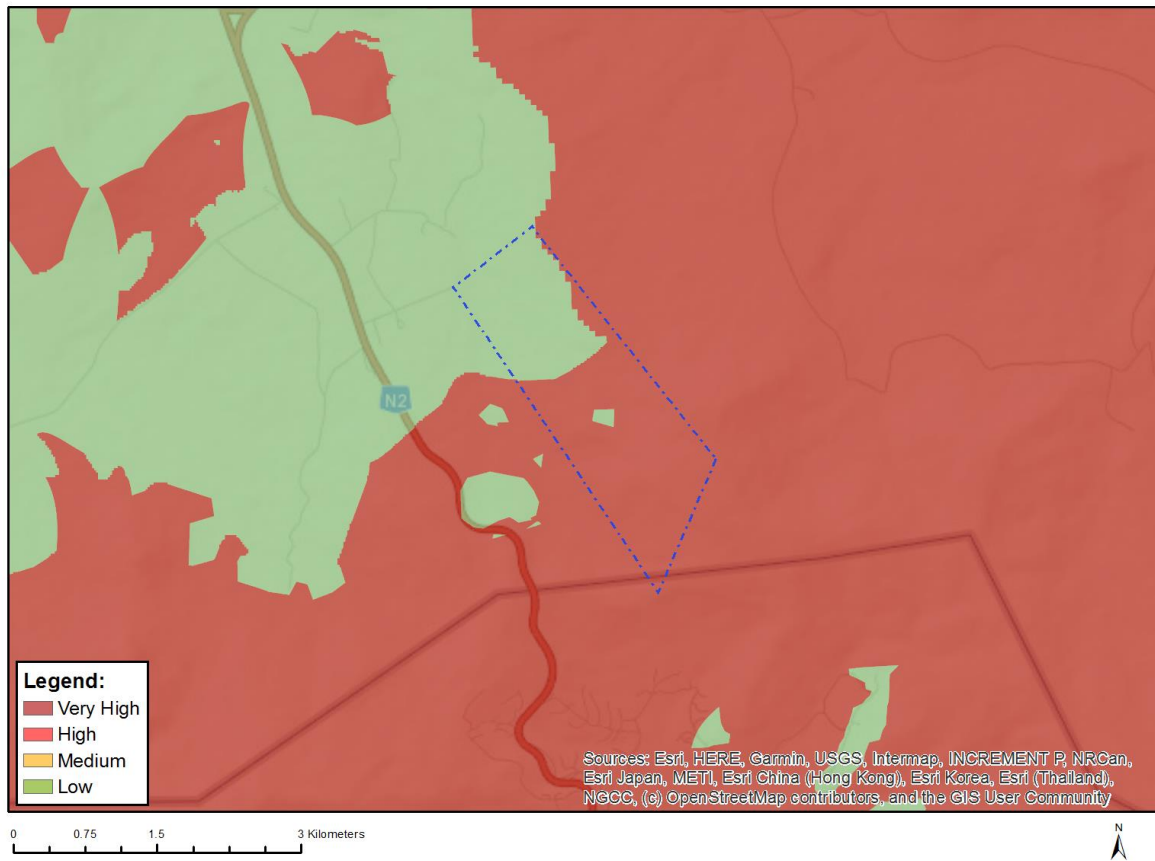 N2
Legend:
Very High
High
Medium
Low
Sources: Esri, HERE, Garmin, USGS, Intermap, INCREMENT P, NRCan,
Esri Japan, METI, Esri China (Hong Kong), Esri Korea, Esri (Thailand),
NGCC, (c) OpenStreetMap contributors, and the GIS User Community
0 0.75 1.5 3 Kilometers
N